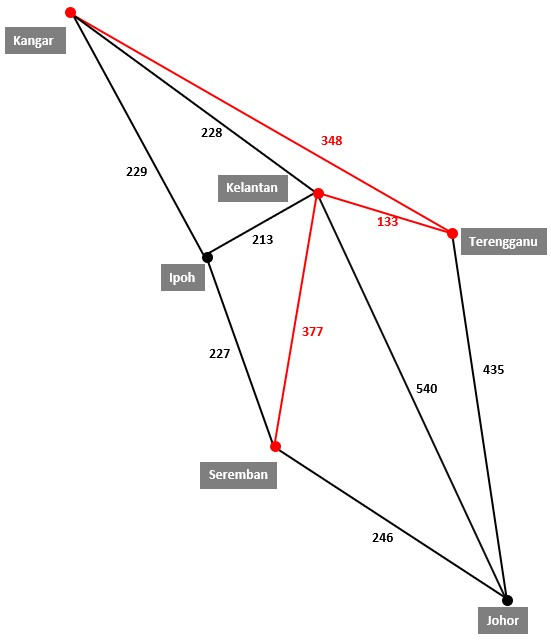 Kangar
228
348
229
Kelantan
133
213
Terengganu
Ipoh
377
227
435
540
Seremban
246
Johor